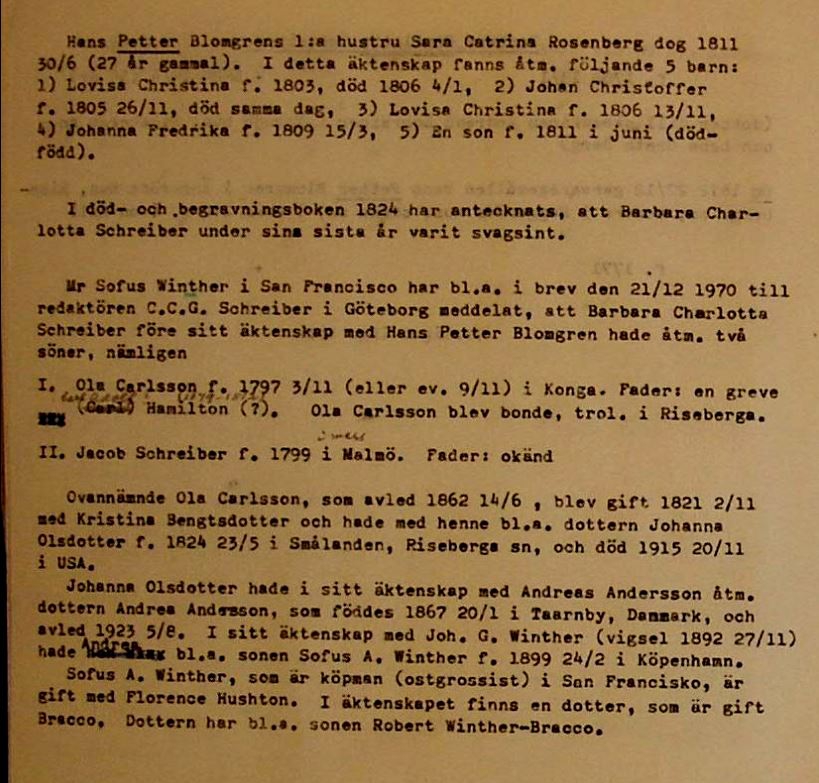 Hans Petter Blomgrens 1:a hustru Sara Catrina Rosenberg dog 1811
30/6 (27 år gammal). I detta äktenskap fanns åtm. följande 5 barn:
1) Lovisa Christina f. 1803, död 1806 4/1, 2) Johan Christoffer
f. 1805 26/11, död samma dag, 3) Lovisa Christina f. 1806 13/11,
4) Johanna Fredrika f. 1809 15/3, 5) En son f. 1811 i juni (död-
född).
I död- och begravningsboken 1824 har antecknats, att Barbara Char-
lotta Schreiber under sina sista år varit svagsint.
Mr Sofus Winther i San Francisco har bl.a. i brev den 21/12 1970 till
redaktören C.C.G. Schreiber i Göteborg meddelat, att Barbara Charlotta
Schreiber före sitt äktenskap med Hans Petter Blomgren hade åtm. två
söner, nämligen
I. Ola Carlsson f. 1797 3/11 (eller ev. 9/11) i Konga. Fader: en greve
(Carl) Hamilton (?). Ola Carlsson blev bonde, trol. i Riseberga.
II. Jacob Schreiber f. 1799 i Malmö. Fader: okänd
Ovannämnde Ola Carlsson, som avled 1862 14/6 , blev gift 1821 2/11
med Kristina Bengtsdotter och hade med henne bl.a. dottern Johanna
Olsdotter f. 1824 23/5 i Smålanden, Riseberga sn, och död 1915 20/11
i USA.
Johanna Olsdotter hade i sitt äktenskap med Andreas Andersson åtm.
dottern Andrea Andersson, som föddes 1867 20/1 i Taarnby, Danmark, och
avled 1923 5/8. I sitt äktenskap med Joh. G. Winther (vigsel 1892 27/11)
hade Andrea bl.a. sonen Sofus A. Winther f. 1899 24/2 i Köpenhamn.
Sofus A. Winther, som är köpman (ostgrossist) i San Francisko, är
gift med Florence Hushton. I äktenskapet finns en dotter, som är gift
Bracco. Dottern har bl.a. sonen Robert Winther-Bracco.